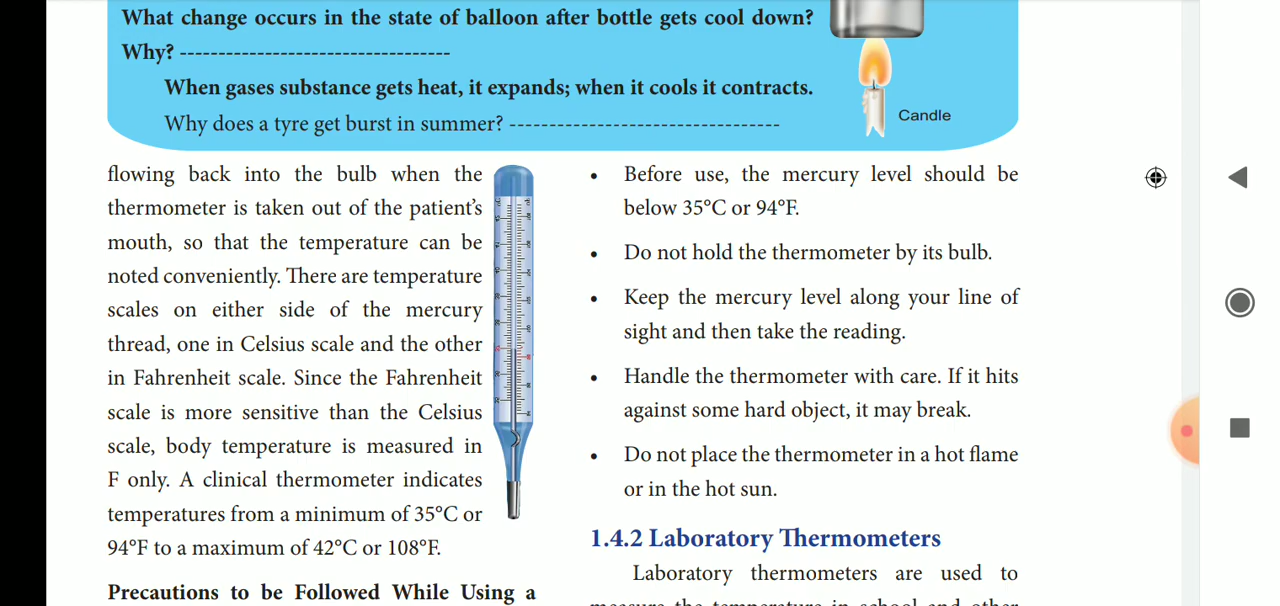 What change occurs in the state of balloon after bottle gets cool down?
Why? ----------------------------------
When gases substance gets heat, it expands; when it cools it contracts.
Why does a tyre get burst in summer? ----------------------------------
Candle
flowing back into the bulb when the
thermometer is taken out of the patient's
mouth, so that the temperature can be
noted conveniently. There are temperature
scales on either side of the mercury
thread, one in Celsius scale and the other
in Fahrenheit scale. Since the Fahrenheit
scale is more sensitive than the Celsius
scale, body temperature is measured in
F only. A clinical thermometer indicates
temperatures from a minimum of 35°C or
94°F to a maximum of 42°C or 108°F.
Precautions to be Followed While Using a
• Before use, the mercury level should be
below 35°C or 94°F.
• Do not hold the thermometer by its bulb.
• Keep the mercury level along your line of
sight and then take the reading.
• Handle the thermometer with care. If it hits
against some hard object, it may break.
• Do not place the thermometer in a hot flame
or in the hot sun.
1.4.2 Laboratory Thermometers
Laboratory thermometers are used to
measure the temperature in school and other